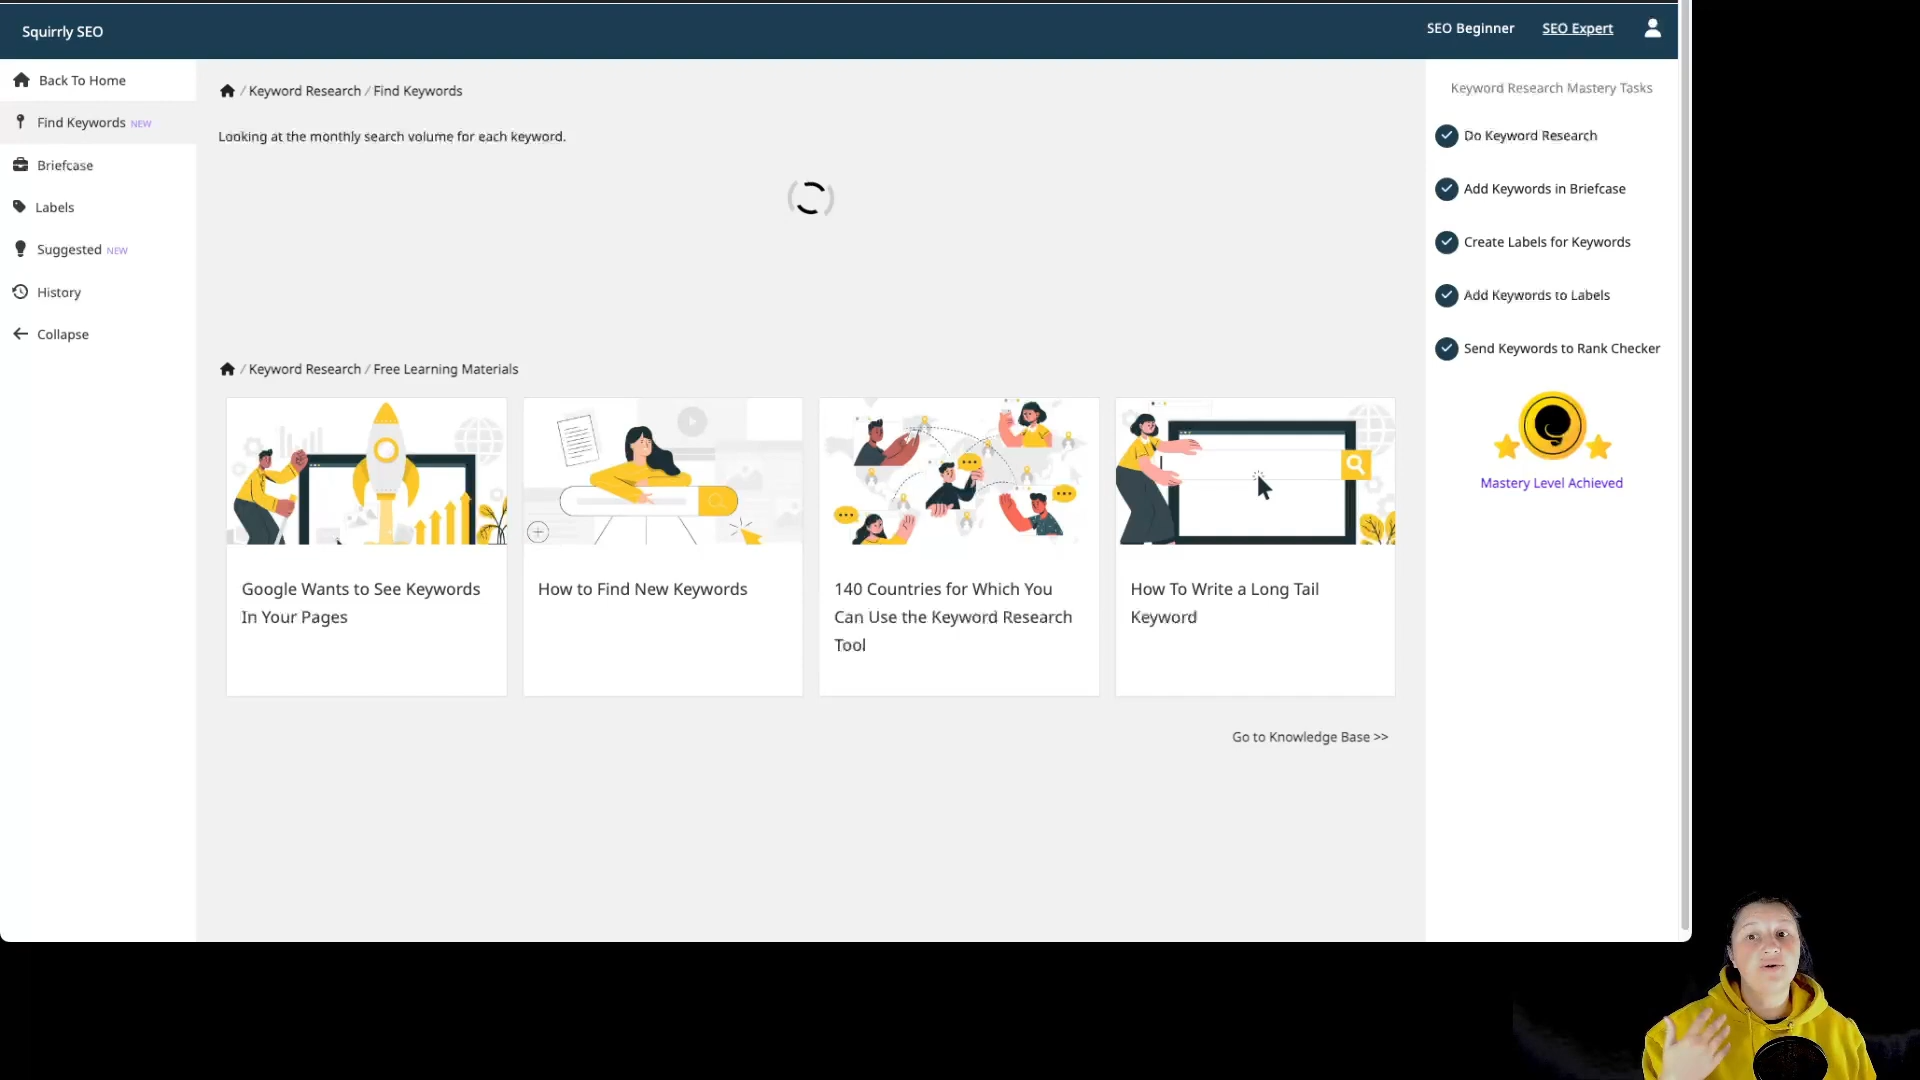 Squirrly SEO
SEO Beginner
SEO Expert
Back To Home
Find Keywords NEW
Briefcase
Labels
Suggested NEW
History
Collapse
/ Keyword Research / Find Keywords
Looking at the monthly search volume for each keyword.
/ Keyword Research / Free Learning Materials
Google Wants to See Keywords
In Your Pages
How to Find New Keywords
140 Countries for Which You
Can Use the Keyword Research
Tool
How To Write a Long Tail
Keyword
Go to Knowledge Base >>
Keyword Research Mastery Tasks
Do Keyword Research
Add Keywords in Briefcase
Create Labels for Keywords
Add Keywords to Labels
Send Keywords to Rank Checker
Mastery Level Achieved